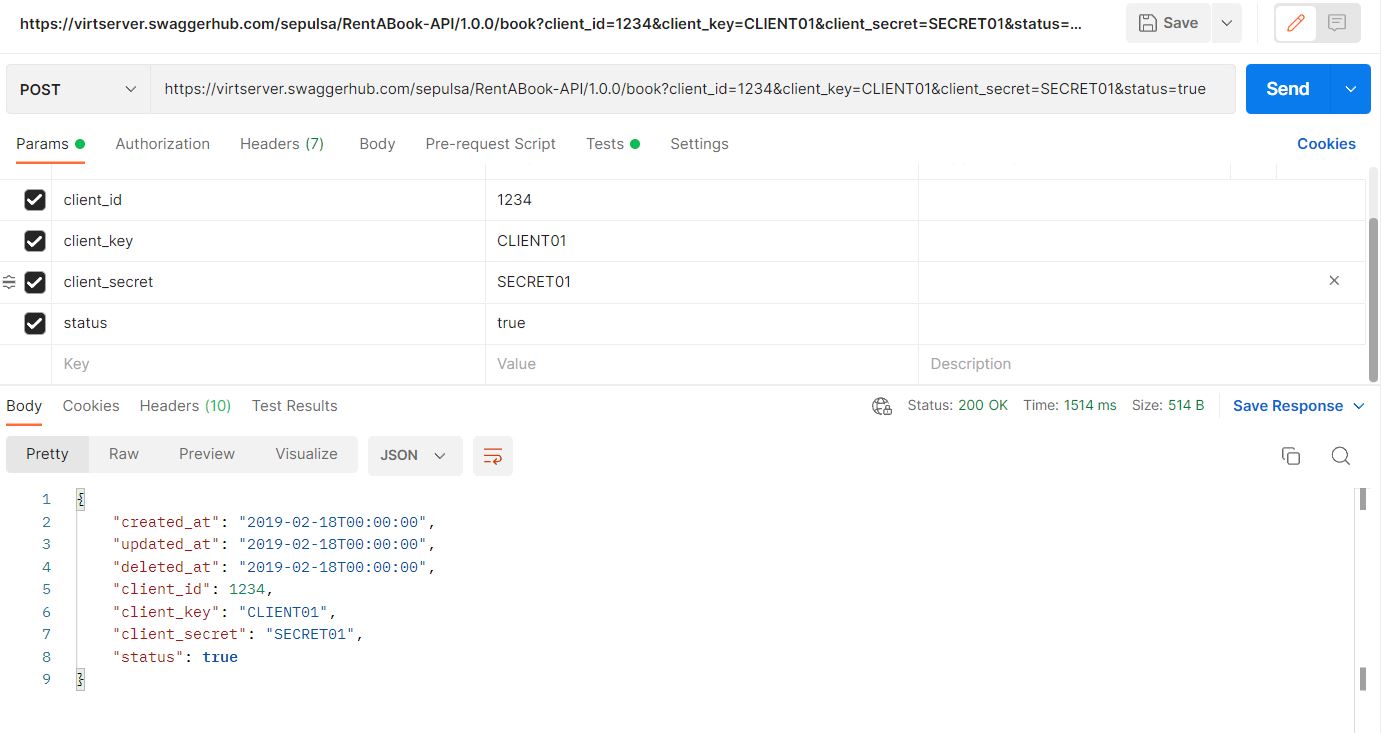 https://virtserver.swaggerhub.com/sepulsa/RentABook-API/1.0.0/book?client_id=1234&client_key=CLIENT01&client_secret=SECRET01&status=... Save
POST https://virtserver.swaggerhub.com/sepulsa/RentABook-API/1.0.0/book?client_id=1234&client_key=CLIENT01&client_secret=SECRET01&status=true Send
Params Authorization Headers (7) Body Pre-request Script Tests Settings Cookies
client_id 1234
client_key CLIENT01
client_secret SECRET01
status true
Key Value Description
Body Cookies Headers (10) Test Results Status: 200 OK Time: 1514 ms Size: 514 B Save Response
Pretty Raw Preview Visualize JSON
1 {
2 "created_at": "2019-02-18T00:00:00",
3 "updated_at": "2019-02-18T00:00:00",
4 "deleted_at": "2019-02-18T00:00:00",
5 "client_id": 1234,
6 "client_key": "CLIENT01",
7 "client_secret": "SECRET01",
8 "status": true
9 }